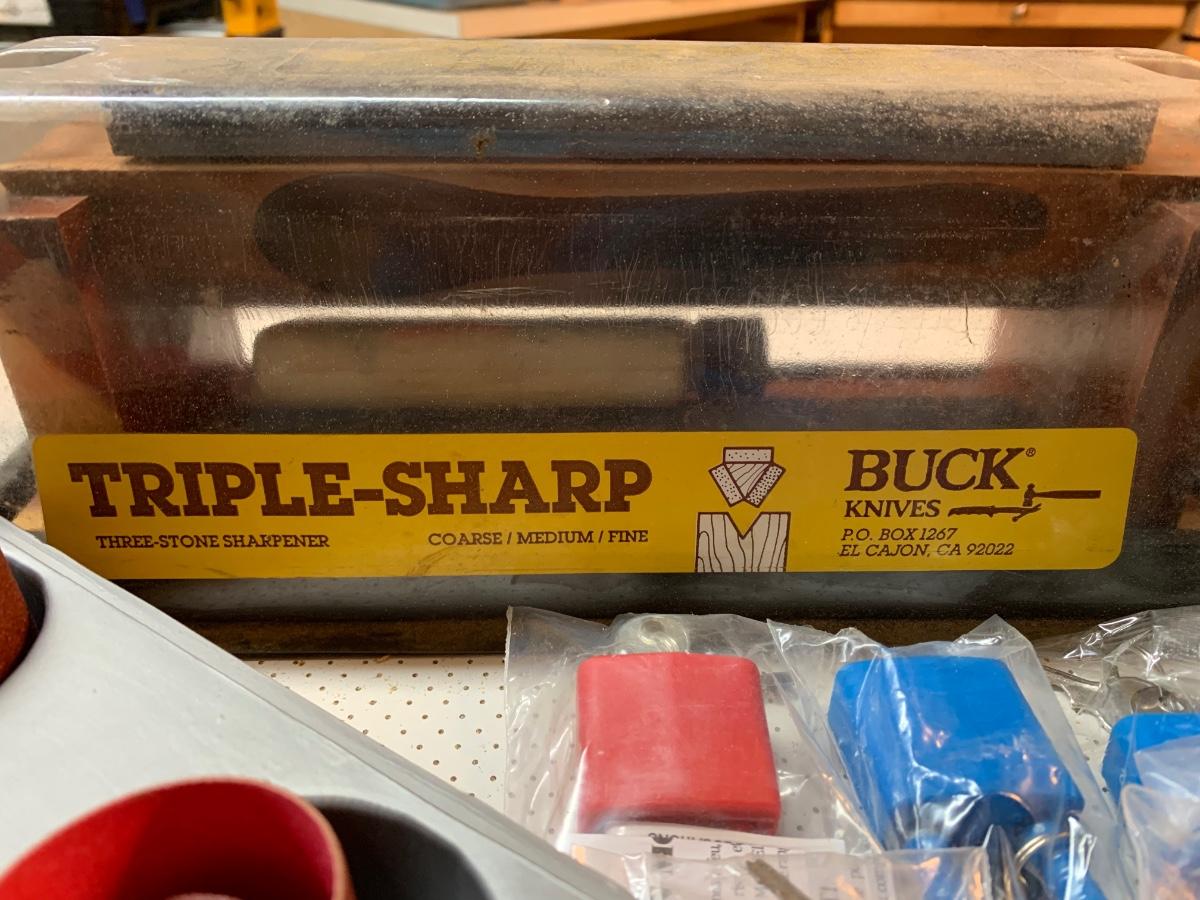 TRIPLE-SHARP
THREE-STONE SHARPENER
COARSE / MEDIUM / FINE
BUCK®
KNIVES
P.O. BOX 1267
EL CAJON, CA 92022